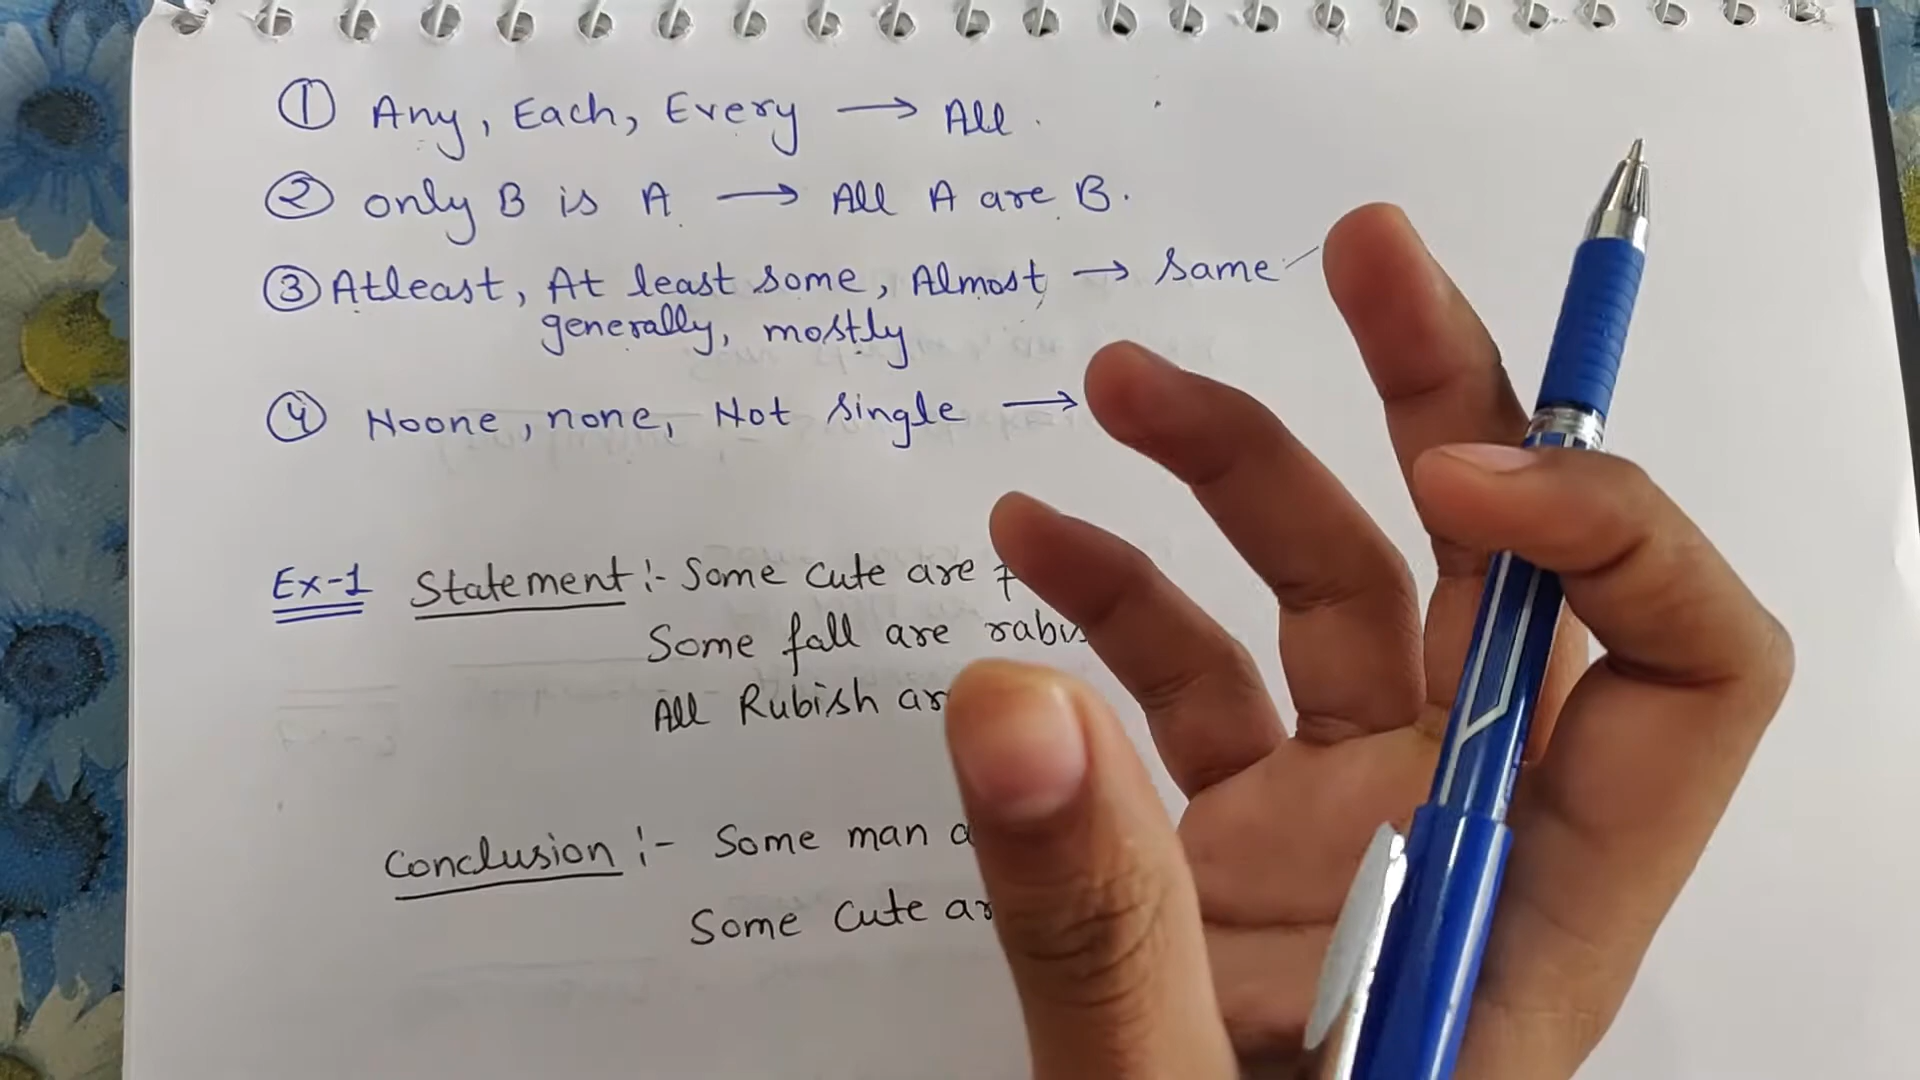 ① Any, Each, Every → All.
② only B is A → All A are B.
③ Atleast, At least some, Almost → Same
generally, mostly
④ Noone, none, Not single →
Ex-1 Statement :- Some cute are
Some fall are
All Rubish
Conclusion :- Some man
Some Cute